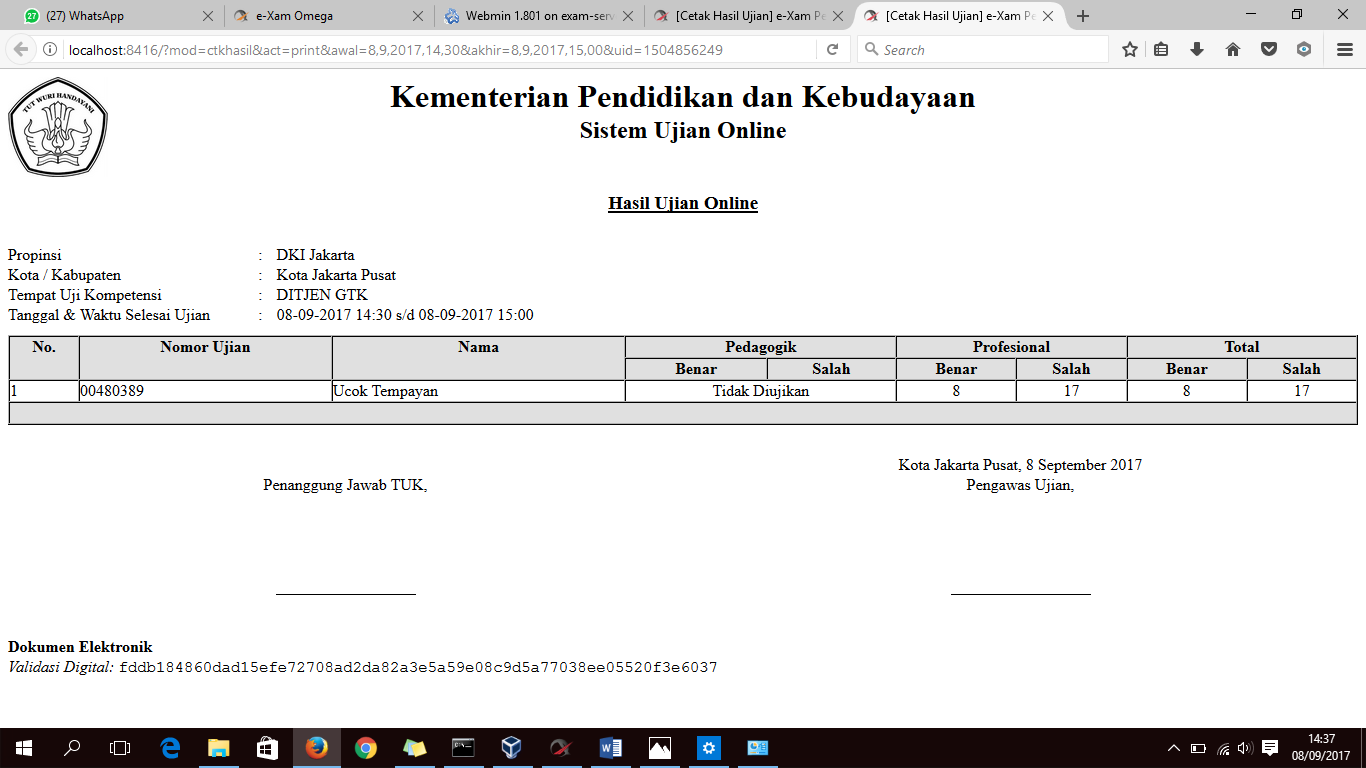 (27) WhatsApp
e-Xam Omega
Webmin 1.801 on exam-serv
[Cetak Hasil Ujian] e-Xam Pe
[Cetak Hasil Ujian] e-Xam Pe
localhost:8416/?mod=ctkhasil&act=print&awal=8,9,2017,14,30&akhir=8,9,2017,15,00&uid=1504856249
Search
TUT WURI HANDAYANI
Kementerian Pendidikan dan Kebudayaan
Sistem Ujian Online
Hasil Ujian Online
Propinsi : DKI Jakarta
Kota / Kabupaten : Kota Jakarta Pusat
Tempat Uji Kompetensi : DITJEN GTK
Tanggal & Waktu Selesai Ujian : 08-09-2017 14:30 s/d 08-09-2017 15:00
No. Nomor Ujian Nama Pedagogik Profesional Total
Benar Salah Benar Salah Benar Salah
1 00480389 Ucok Tempayan Tidak Diujikan 8 17 8 17
Kota Jakarta Pusat, 8 September 2017
Penanggung Jawab TUK, Pengawas Ujian,
Dokumen Elektronik
Validasi Digital: fddb184860dad15efe72708ad2da82a3e5a59e08c9d5a77038ee05520f3e6037
14:37
08/09/2017